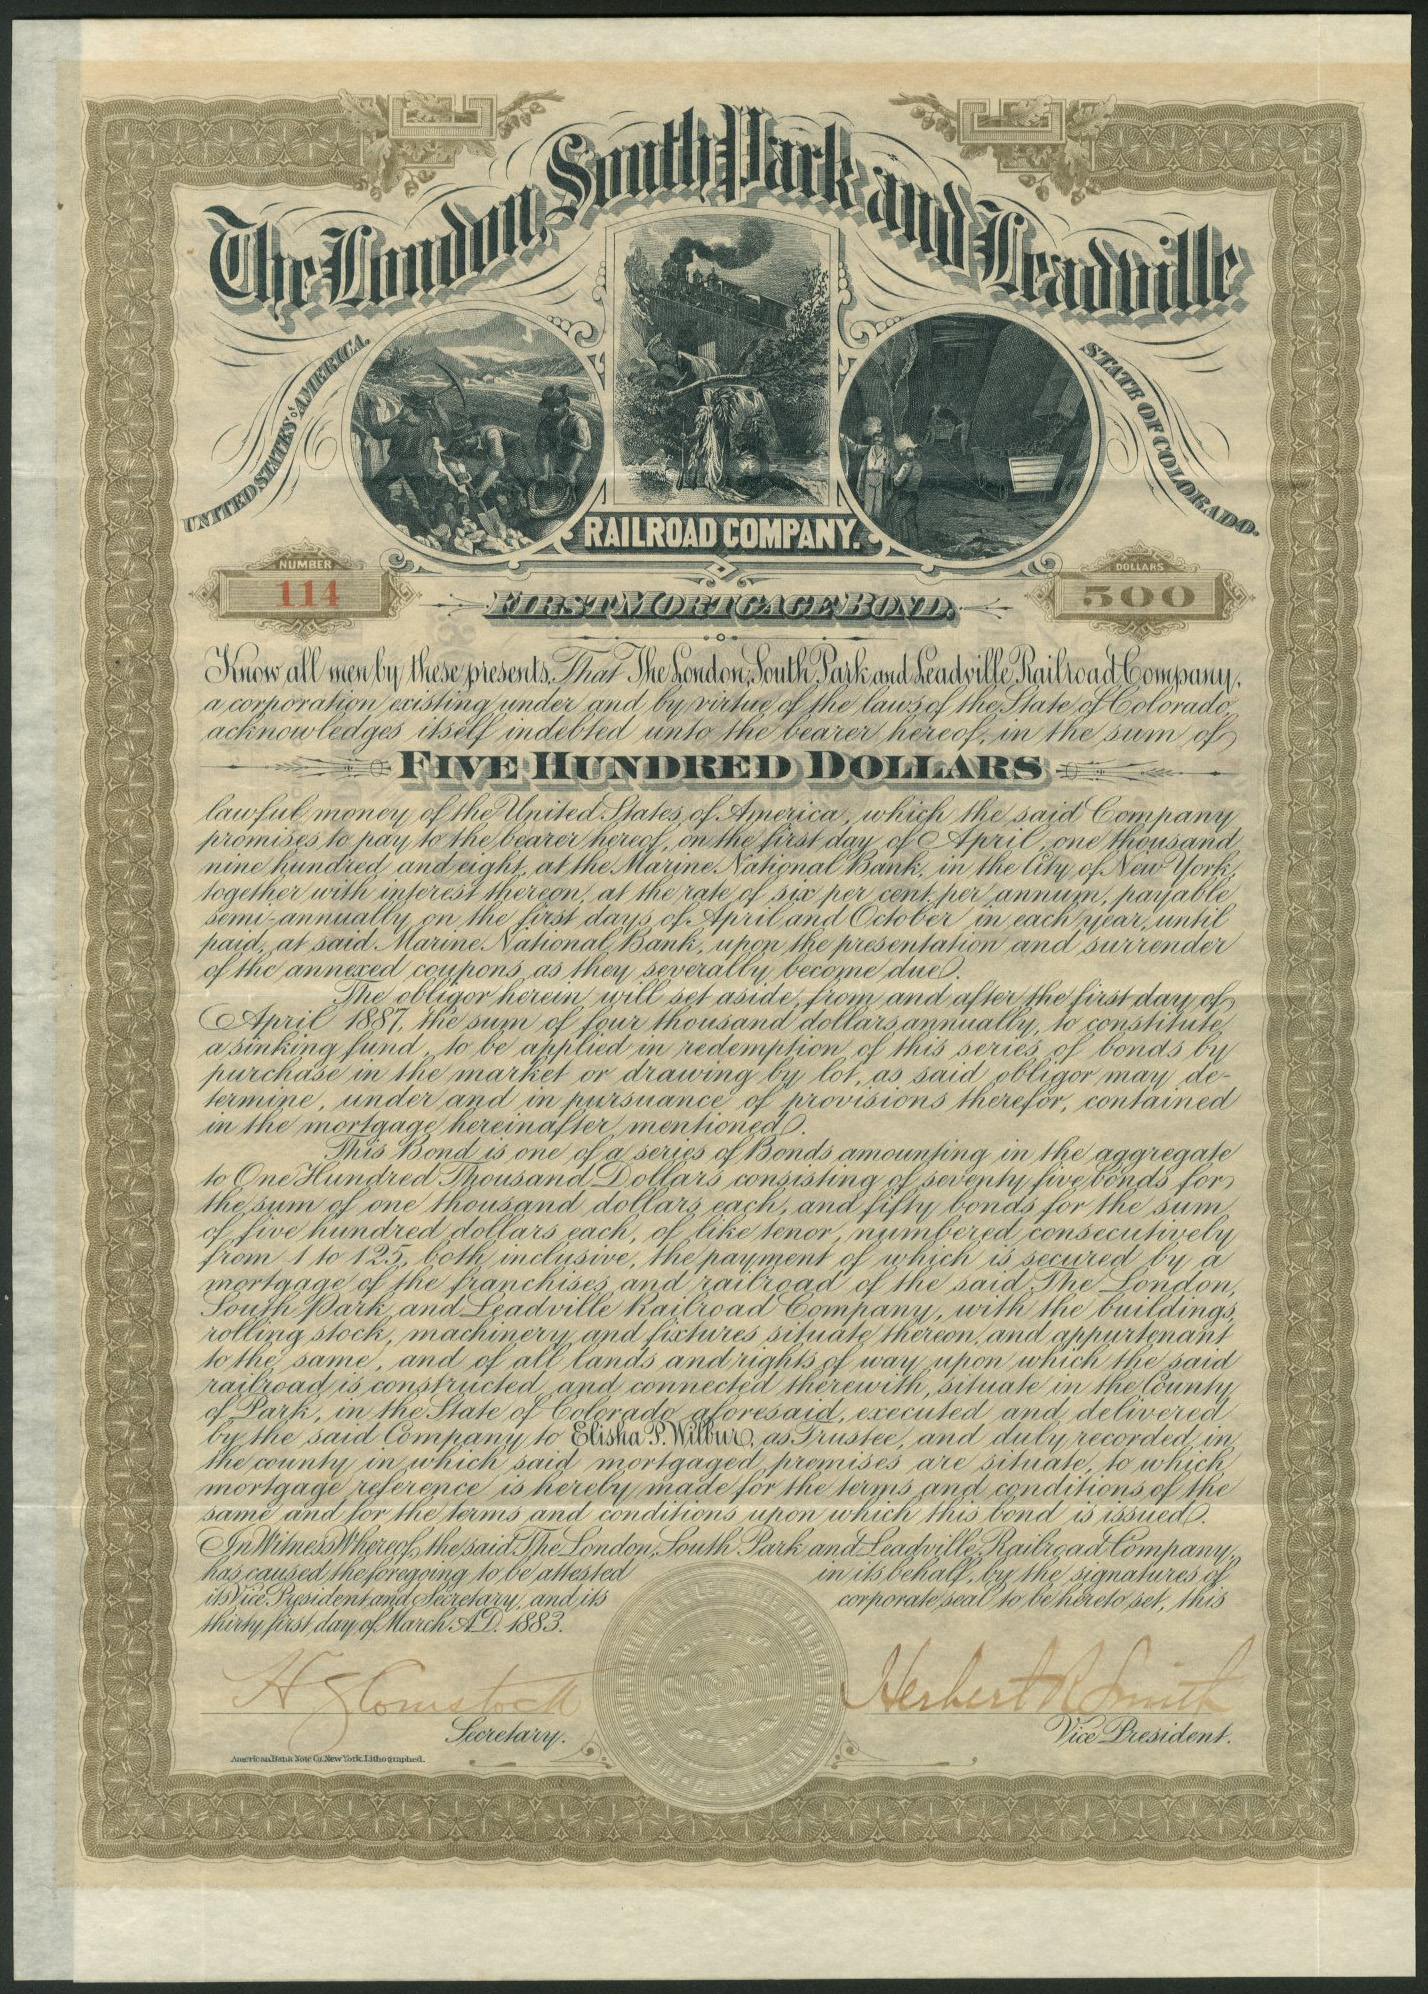 The London, South Park and Leadville
UNITED STATES of AMERICA.
STATE OF COLORADO.
RAILROAD COMPANY.
NUMBER
114
DOLLARS
500
FIRST MORTGAGE BOND.
Know all men by these presents, That The London, South Park and Leadville Railroad Company,
a corporation existing under and by virtue of the laws of the State of Colorado,
acknowledges itself indebted unto the bearer hereof, in the sum of
FIVE HUNDRED DOLLARS
lawful money of the United States of America, which the said Company
promises to pay to the bearer hereof, on the first day of April, one thousand
nine hundred and eight, at the Marine National Bank, in the City of New York,
together with interest thereon, at the rate of six per cent. per annum, payable
semi-annually on the first days of April and October in each year, until
paid, at said Marine National Bank, upon the presentation and surrender
of the annexed coupons as they severally become due.
The obligor herein will set aside, from and after the first day of
April 1887, the sum of four thousand dollars annually, to constitute
a sinking fund, to be applied in redemption of this series of bonds by
purchase in the market or drawing by lot, as said obligor may de-
termine, under and in pursuance of provisions therefor, contained
in the mortgage hereinafter mentioned.
This Bond is one of a series of Bonds amounting in the aggregate
to One Hundred Thousand Dollars consisting of seventy five bonds for
the sum of one thousand dollars each, and fifty bonds for the sum
of five hundred dollars each, of like tenor, numbered consecutively
from 1 to 125, both inclusive, the payment of which is secured by a
mortgage of the franchises and railroad of the said The London,
South Park and Leadville Railroad Company, with the buildings,
rolling stock, machinery and fixtures situate thereon, and appurtenant
to the same, and of all lands and rights of way upon which the said
railroad is constructed, and connected therewith, situate in the County
of Park, in the State of Colorado aforesaid, executed and delivered
by the said Company to Elisha P. Wilbur, as Trustee, and duly recorded in
the county in which said mortgaged premises are situate, to which
mortgage reference is hereby made for the terms and conditions of the
same and for the terms and conditions upon which this bond is issued.
In Witness Whereof, the said The London, South Park and Leadville Railroad Company,
has caused the foregoing to be attested in its behalf, by the signatures of
its Vice President and Secretary, and its corporate seal to be hereto set, this
thirty first day of March A.D. 1883.
H S Comstock
Herbert R Smith
Secretary.
Vice President.
American Bank Note Co. New York. Lithographed.